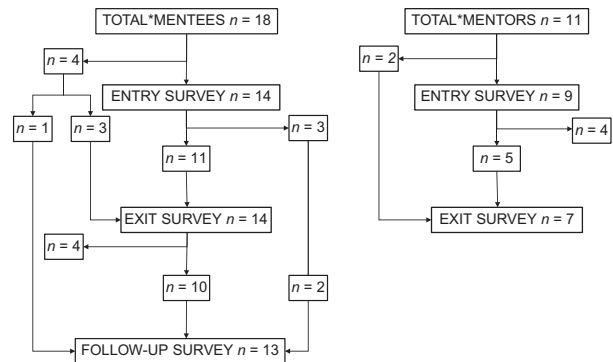 TOTAL*MENTEES n = 18
n = 4
ENTRY SURVEY n = 14
n = 1
n = 3
n = 3
n = 11
EXIT SURVEY n = 14
n = 4
n = 10
n = 2
FOLLOW-UP SURVEY n = 13
TOTAL*MENTORS n = 11
n = 2
ENTRY SURVEY n = 9
n = 4
n = 5
EXIT SURVEY n = 7